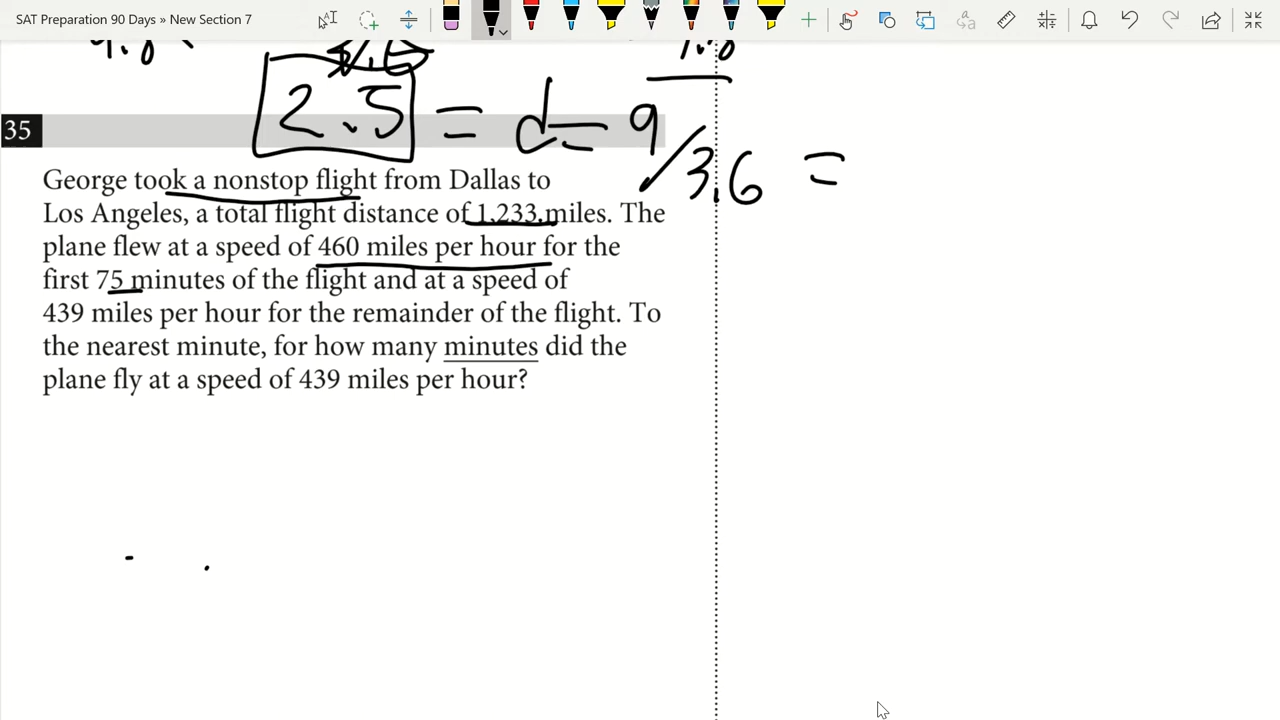 SAT Preparation 90 Days » New Section 7
2.5 = d = 9
/3.6 =
35
George took a nonstop flight from Dallas to
Los Angeles, a total flight distance of 1,233 miles. The
plane flew at a speed of 460 miles per hour for the
first 75 minutes of the flight and at a speed of
439 miles per hour for the remainder of the flight. To
the nearest minute, for how many minutes did the
plane fly at a speed of 439 miles per hour?